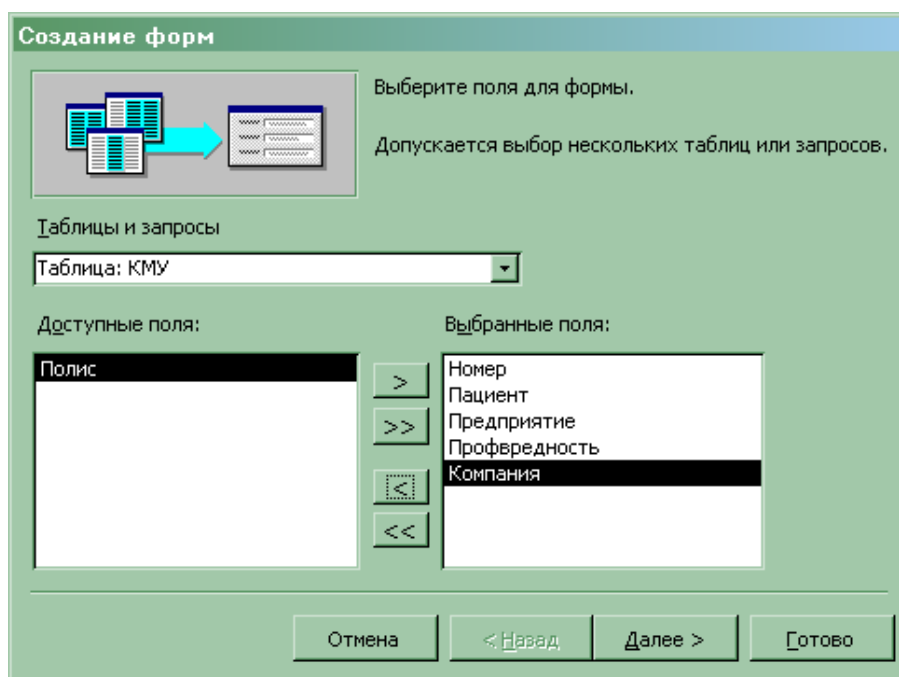 Создание форм
Выберите поля для формы.
Допускается выбор нескольких таблиц или запросов.
Таблицы и запросы
Таблица: КМУ
Доступные поля:
Выбранные поля:
Полис
>
>>
<
<<
Номер
Пациент
Предприятие
Профвредность
Компания
Отмена
< Назад
Далее >
Готово